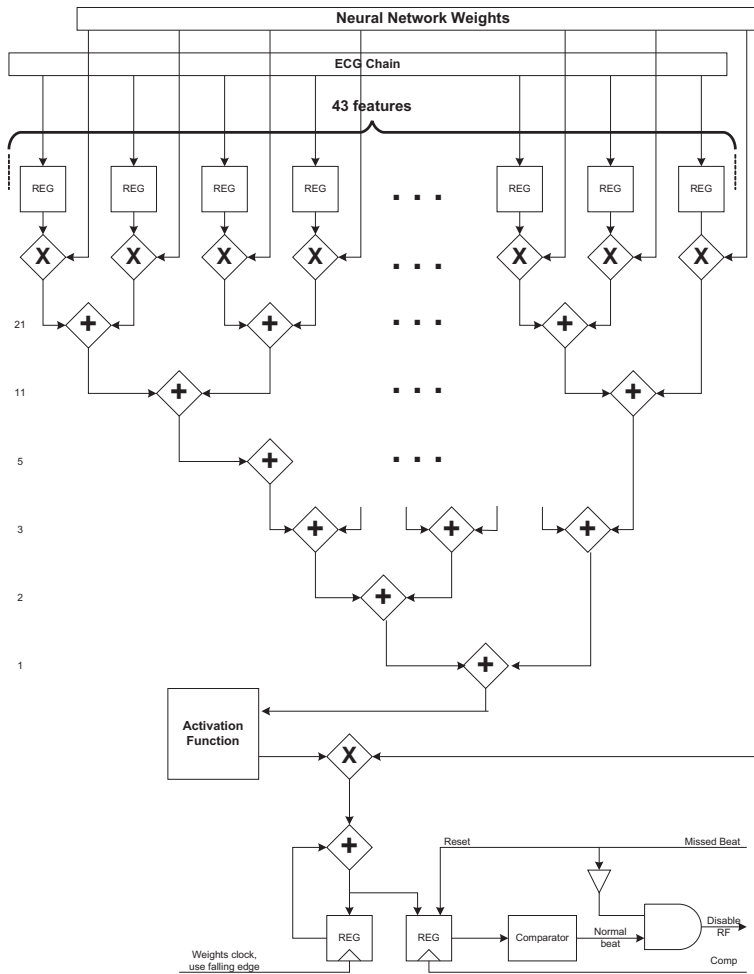 Neural Network Weights
ECG Chain
43 features
REG
REG
REG
REG
. . .
REG
REG
REG
X
X
X
X
. . .
X
X
X
21
+
+
. . .
+
11
+
. . .
+
5
+
. . .
3
+
+
+
2
+
1
+
Activation
Function
X
+
Reset
Missed Beat
REG
REG
Comparator
Normal
beat
Disable
RF
Weights clock,
use falling edge
Comp